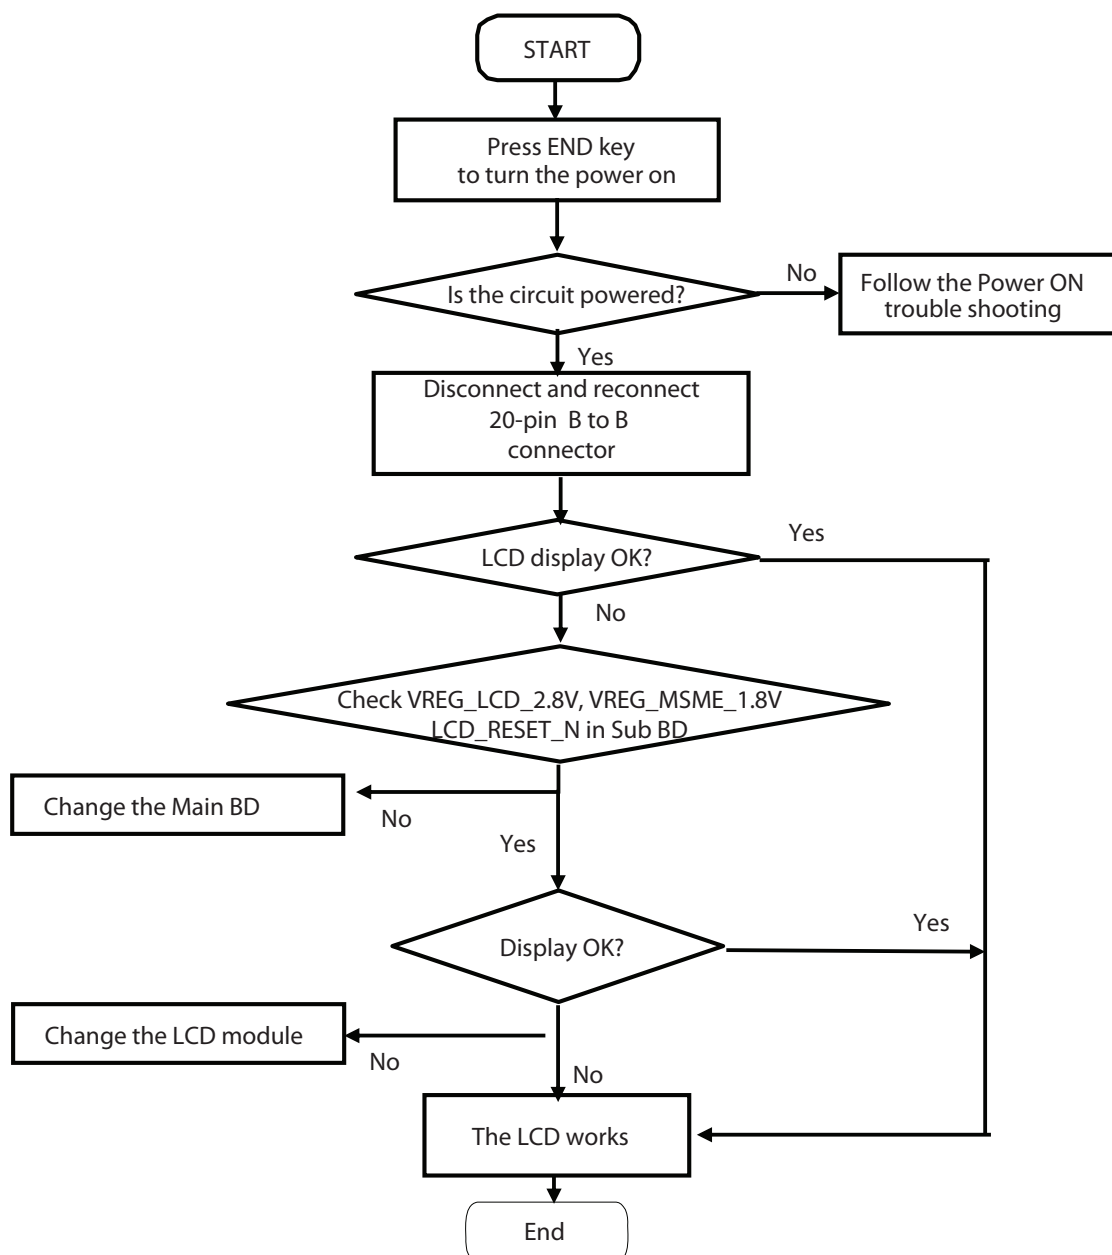 START
Press END key
to turn the power on
Is the circuit powered?
No
Follow the Power ON
trouble shooting
Yes
Disconnect and reconnect
20-pin B to B
connector
LCD display OK?
Yes
No
Check VREG_LCD_2.8V, VREG_MSME_1.8V
LCD_RESET_N in Sub BD
Change the Main BD
No
Yes
Display OK?
Yes
Change the LCD module
No
No
The LCD works
End